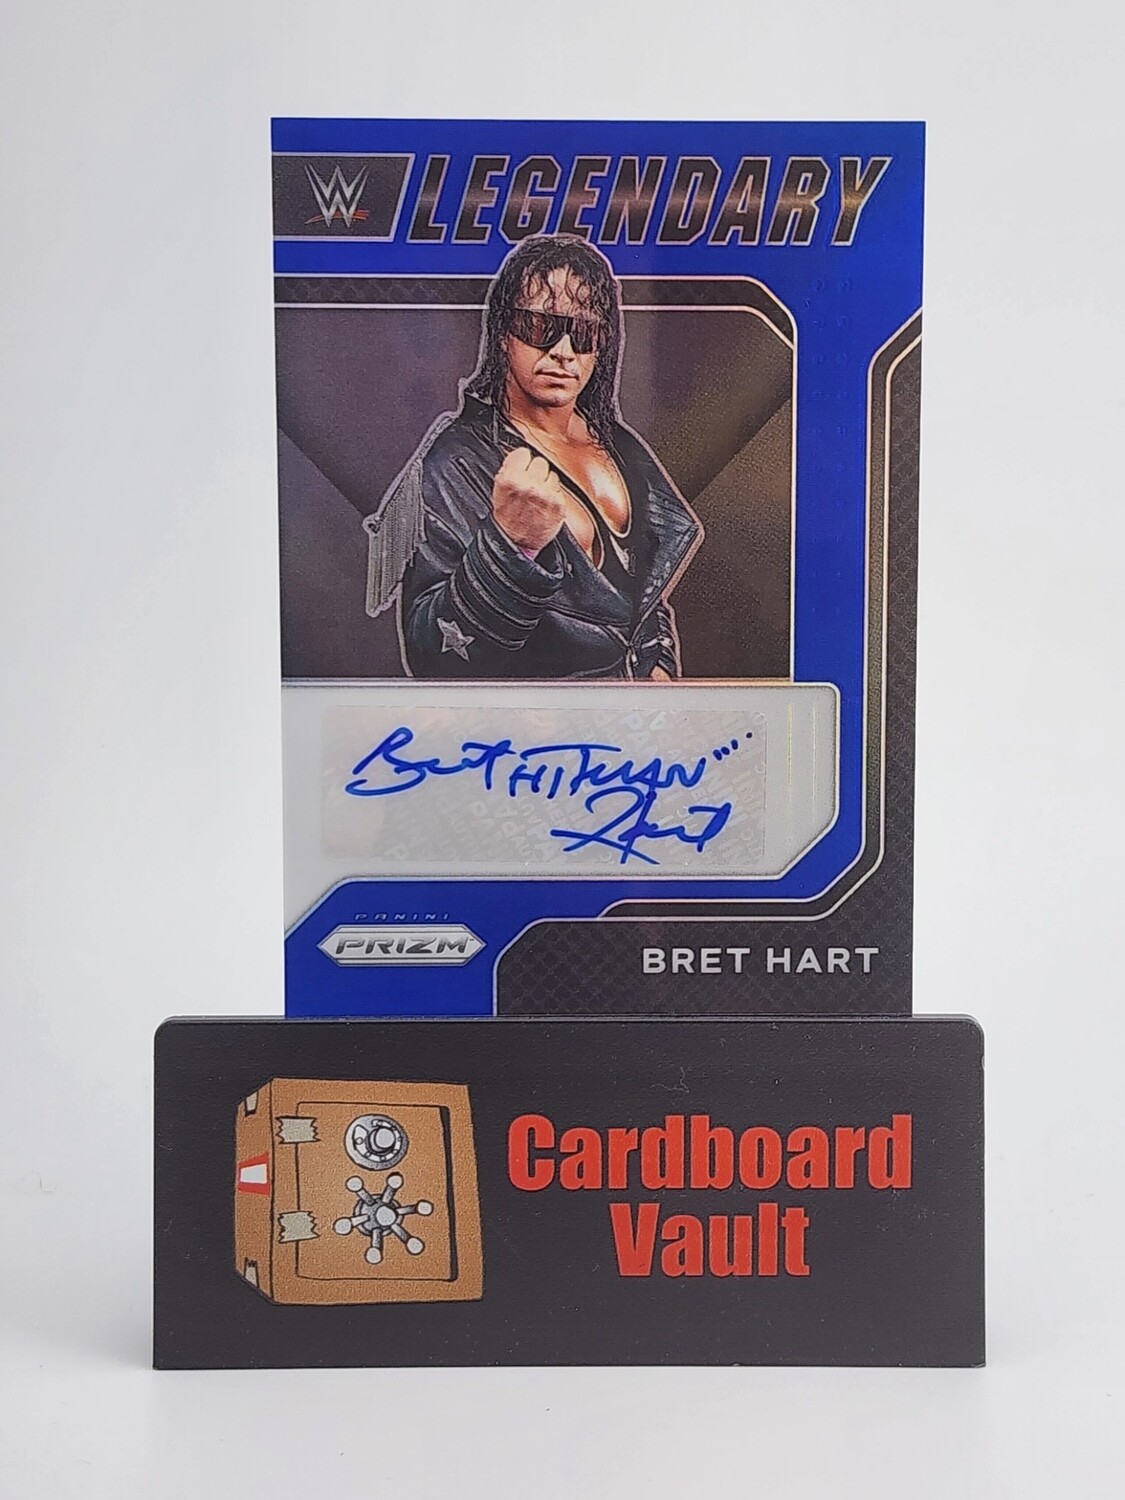 W
LEGENDARY
Bret "HITMAN"
Hart
PANINI
PRIZM
BRET HART
Cardboard
Vault